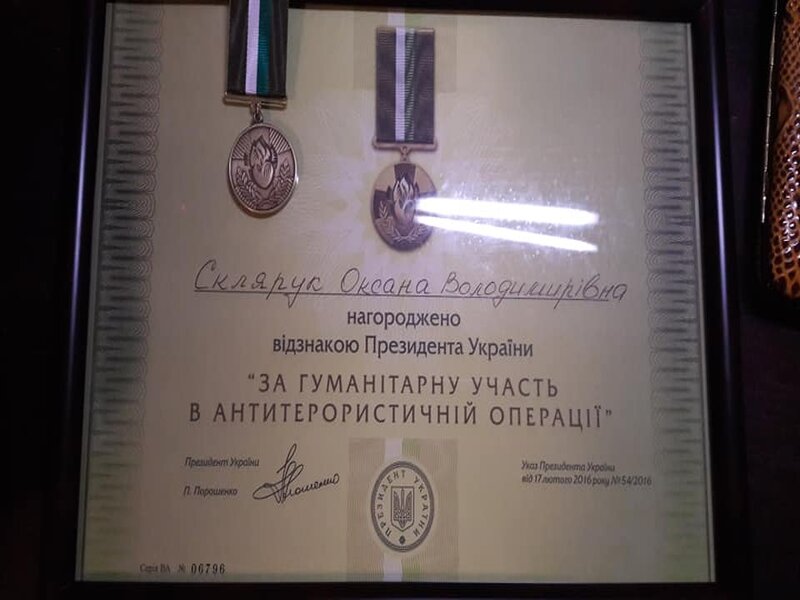 Склярук Оксана Володимирівна
нагороджено
відзнакою Президента України
"ЗА ГУМАНІТАРНУ УЧАСТЬ
В АНТИТЕРОРИСТИЧНІЙ ОПЕРАЦІЇ"
Президент України
П. Порошенко
Указ Президента України
від 17 лютого 2016 року № 54/2016
ПРЕЗИДЕНТ УКРАЇНИ
Серія ВА № 06796